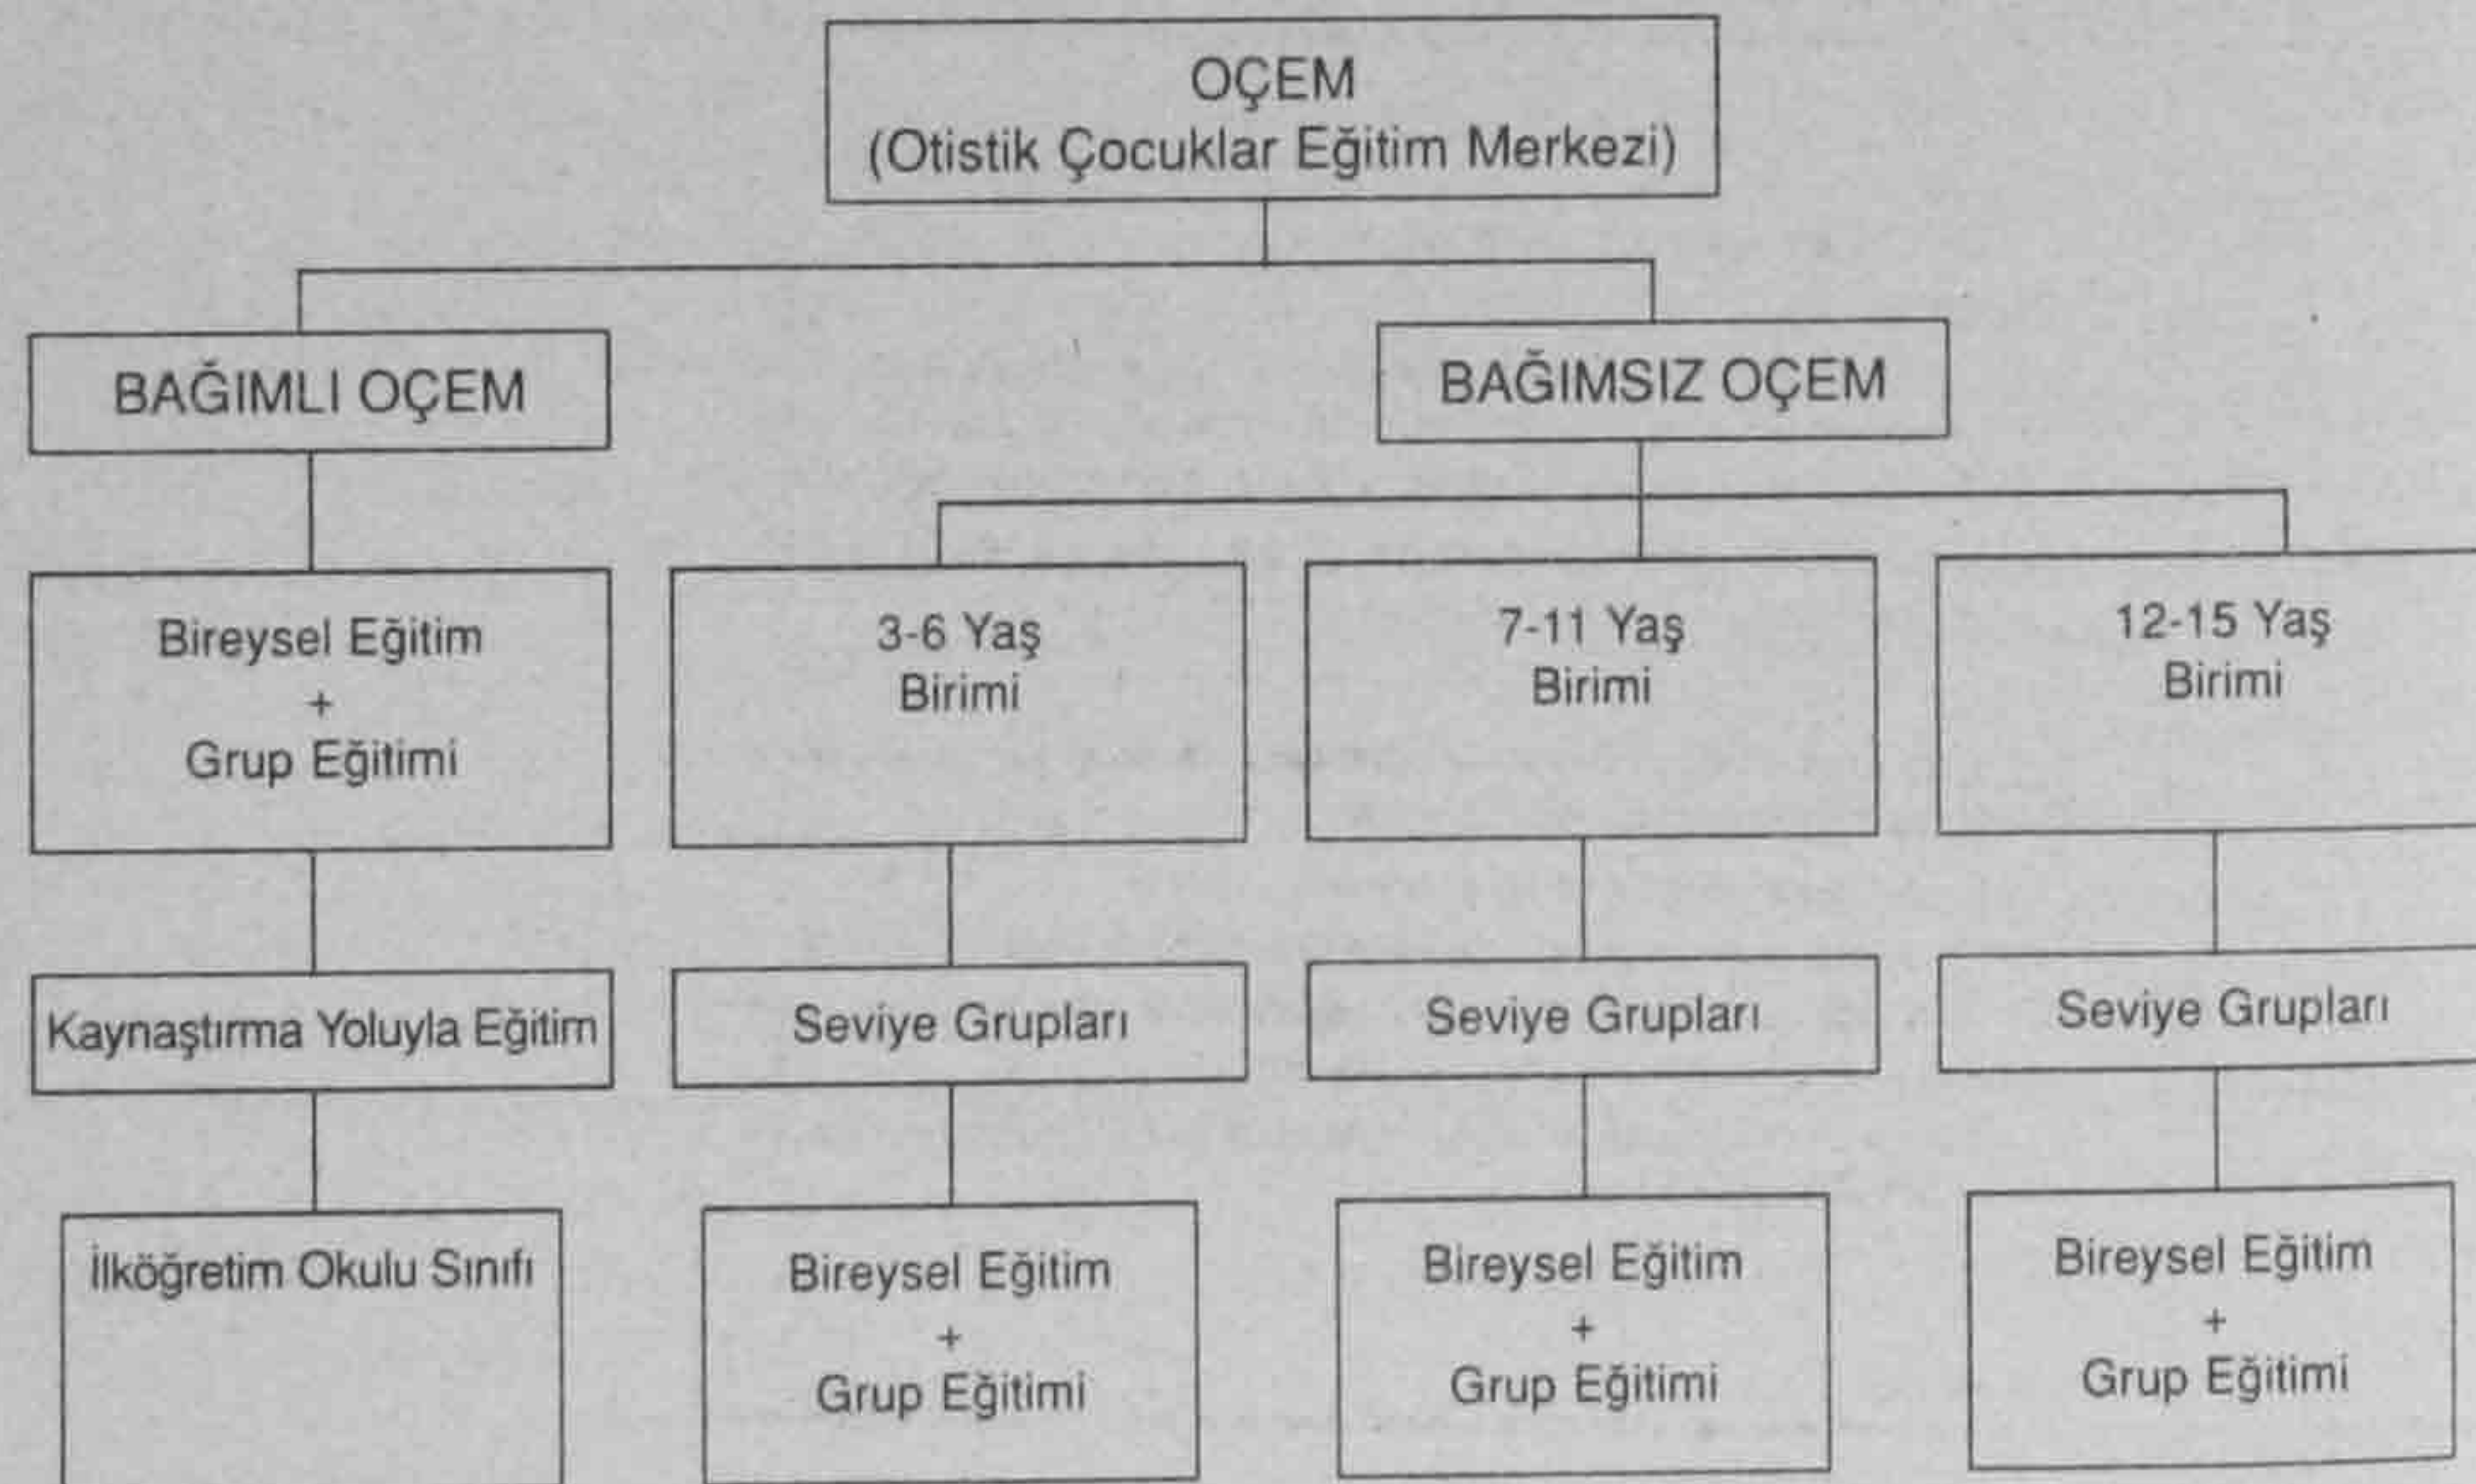 OÇEM
(Otistik Çocuklar Eğitim Merkezi)
BAĞIMLI OÇEM
BAĞIMSIZ OÇEM
Bireysel Eğitim
+
Grup Eğitimi
3-6 Yaş
Birimi
7-11 Yaş
Birimi
12-15 Yaş
Birimi
Kaynaştırma Yoluyla Eğitim
Seviye Grupları
Seviye Grupları
Seviye Grupları
İlköğretim Okulu Sınıfı
Bireysel Eğitim
+
Grup Eğitimi
Bireysel Eğitim
+
Grup Eğitimi
Bireysel Eğitim
+
Grup Eğitimi